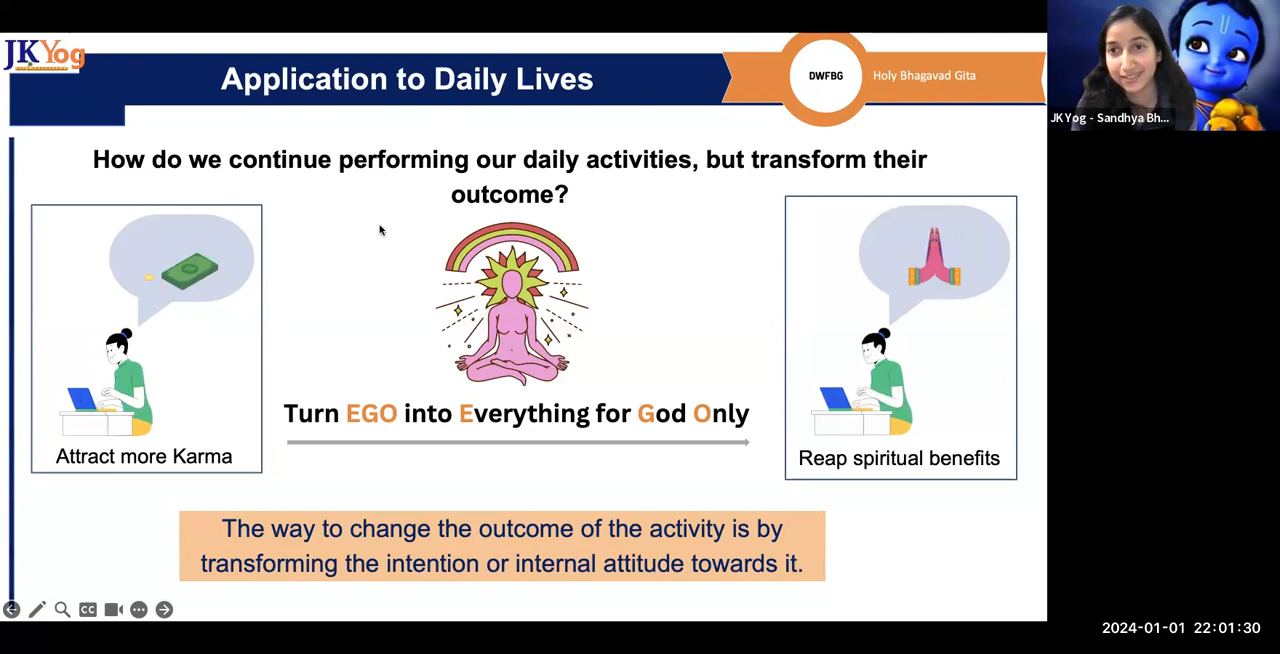 JKYog
Application to Daily Lives
DWFBG
Holy Bhagavad Gita
JKYog - Sandhya Bh...
How do we continue performing our daily activities, but transform their
outcome?
Turn EGO into Everything for God Only
Attract more Karma
Reap spiritual benefits
The way to change the outcome of the activity is by
transforming the intention or internal attitude towards it.
CC
2024-01-01 22:01:30